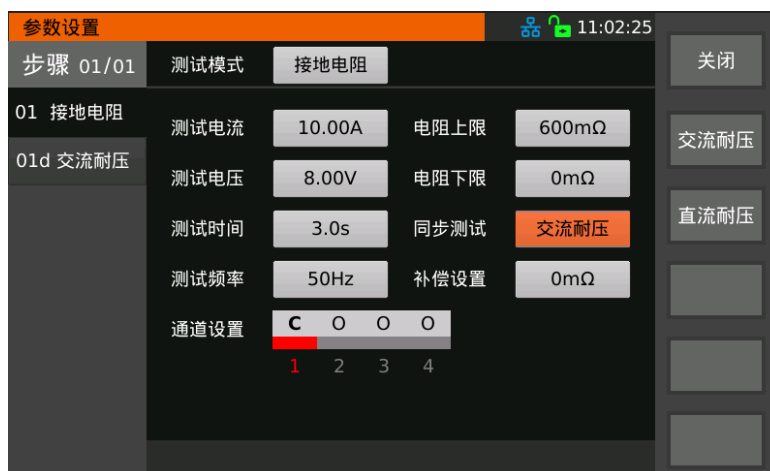 参数设置
11:02:25
步骤 01/01
测试模式
接地电阻
关闭
01 接地电阻
01d 交流耐压
测试电流
10.00A
电阻上限
600mΩ
交流耐压
测试电压
8.00V
电阻下限
0mΩ
测试时间
3.0s
同步测试
交流耐压
直流耐压
测试频率
50Hz
补偿设置
0mΩ
通道设置
C O O O
1 2 3 4